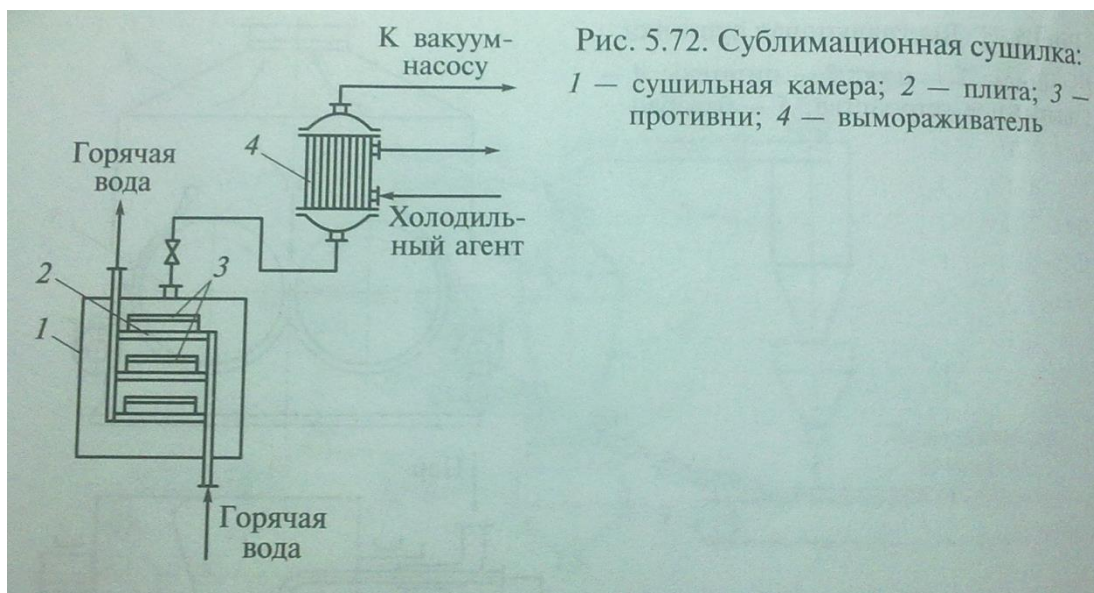 К вакуум-
насосу
Рис. 5.72. Сублимационная сушилка:
1 — сушильная камера; 2 — плита; 3 –
противни; 4 — вымораживатель
4
Горячая
вода
Холодиль-
ный агент
2
3
1
Горячая
вода